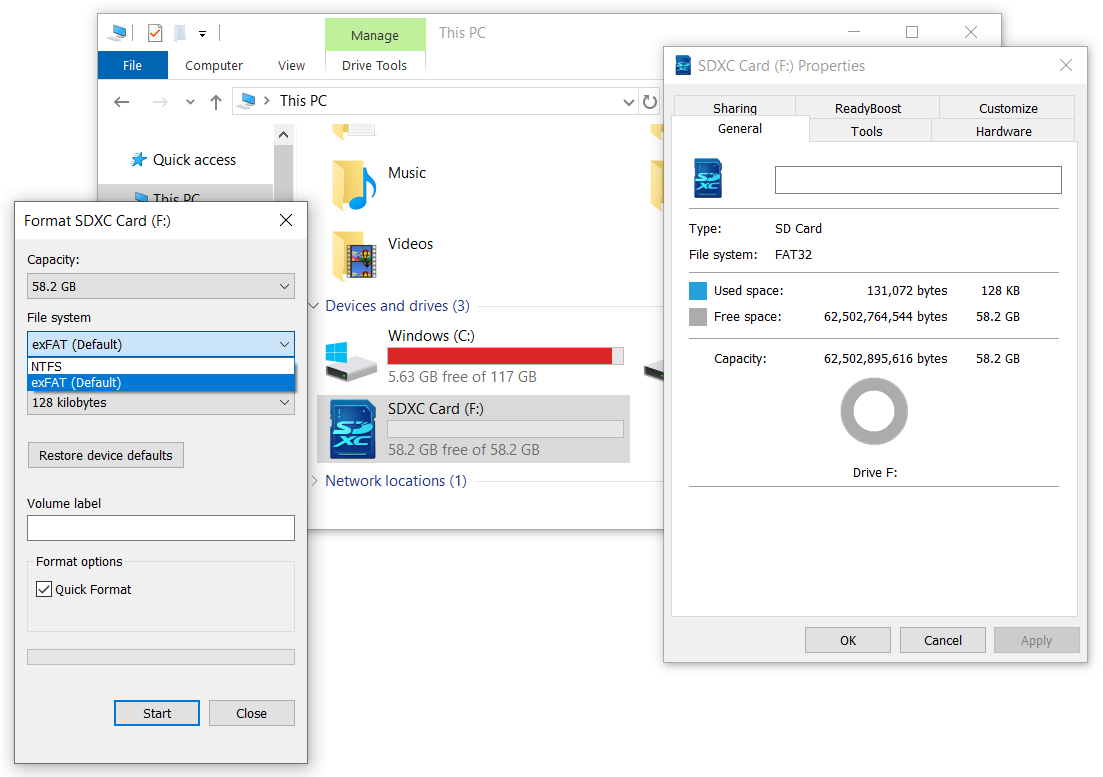 Manage
This PC
File
Computer
View
Drive Tools
This PC
Quick access
This PC
Music
Videos
Devices and drives (3)
Windows (C:)
5.63 GB free of 117 GB
SD
XC
SDXC Card (F:)
58.2 GB free of 58.2 GB
Network locations (1)
Format SDXC Card (F:)
Capacity:
58.2 GB
File system
exFAT (Default)
NTFS
exFAT (Default)
128 kilobytes
Restore device defaults
Volume label
Format options
Quick Format
Start
Close
SD
XC
SDXC Card (F:) Properties
Sharing
ReadyBoost
Customize
General
Tools
Hardware
SD
XC
Type:
SD Card
File system:
FAT32
Used space:
131,072 bytes
128 KB
Free space:
62,502,764,544 bytes
58.2 GB
Capacity:
62,502,895,616 bytes
58.2 GB
Drive F:
OK
Cancel
Apply